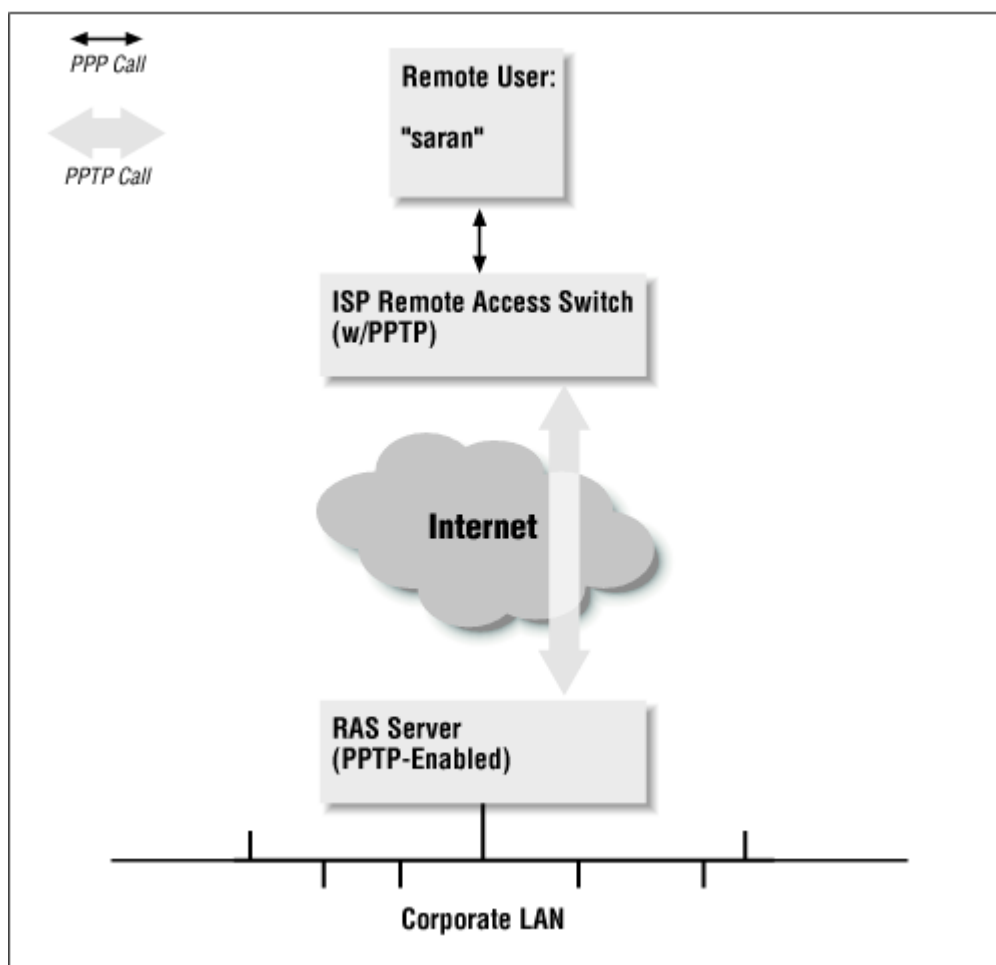 PPP Call
PPTP Call
Remote User:
"saran"
ISP Remote Access Switch
(w/PPTP)
Internet
RAS Server
(PPTP-Enabled)
Corporate LAN